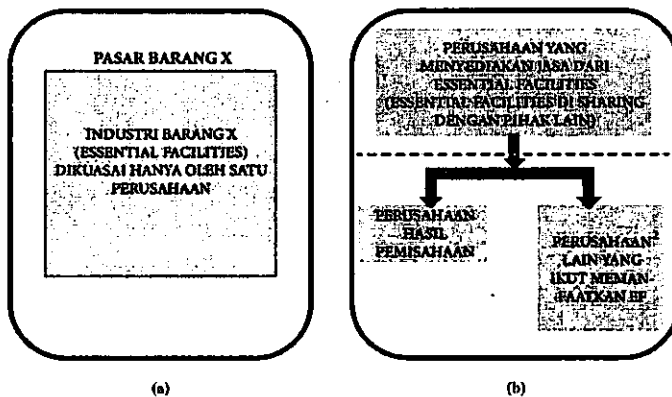 PASAR BARANG X
INDUSTRI BARANG X
(ESSENTIAL FACILITIES)
DIKUASAI HANYA OLEH SATU
PERUSAHAAN
(a)
PERUSAHAAN YANG
MENYEDIAKAN JASA DARI
ESSENTIAL FACILITIES
(ESSENTIAL FACILITIES DI SHARING
DENGAN PIHAK LAIN)
PERUSAHAAN
HASIL
PEMISAHAAN
PERUSAHAAN
LAIN YANG
IKUT MEMAN-
FAATKAN EF
(b)